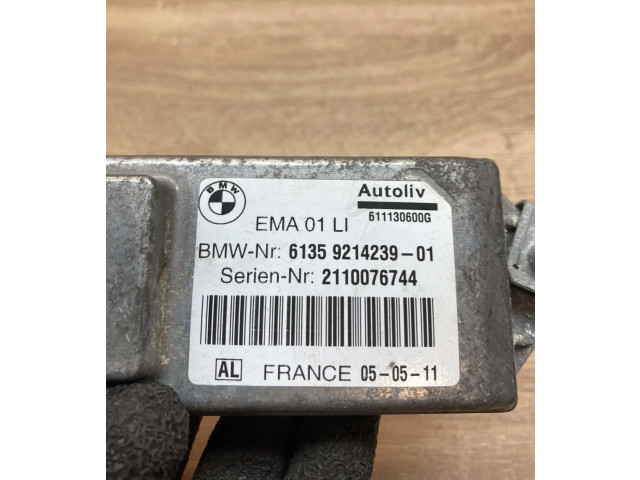 BMW
Autoliv
611130600G
EMA 01 LI
BMW-Nr: 6135 9214239-01
Serien-Nr: 2110076744
AL FRANCE 05-05-11